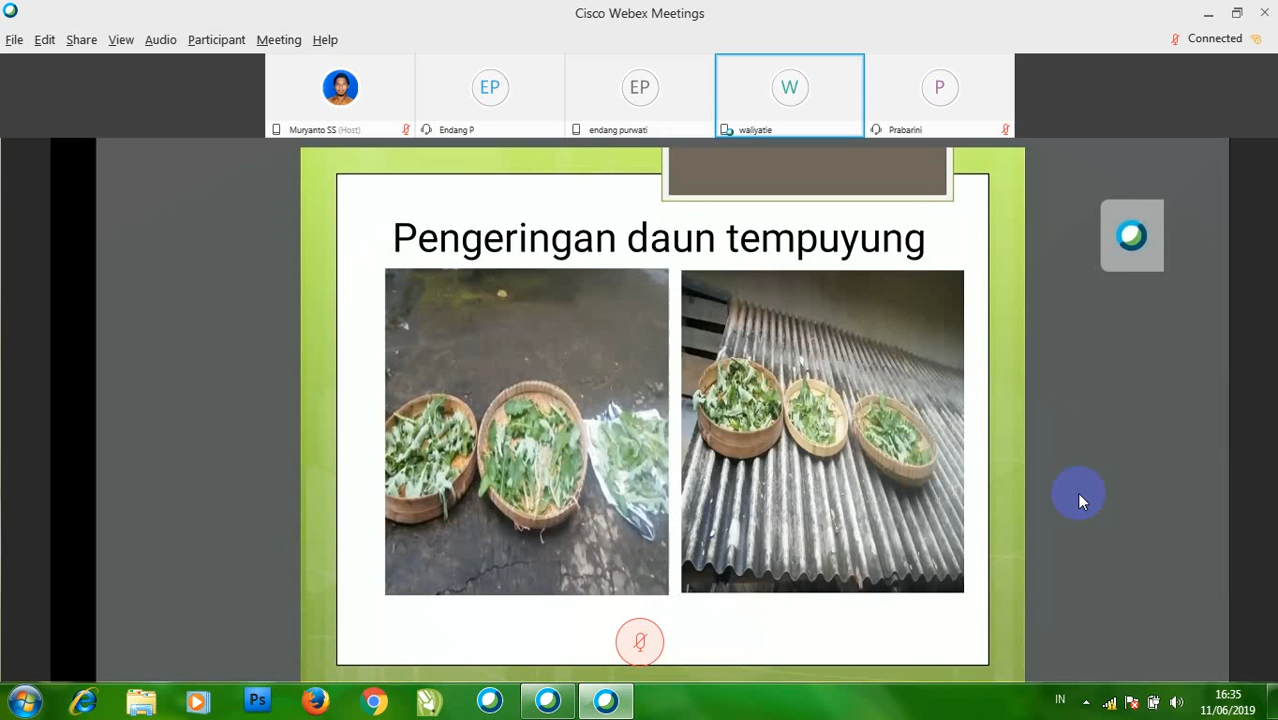 Cisco Webex Meetings
File Edit Share View Audio Participant Meeting Help
Connected
EP
EP
W
P
Muryanto SS (Host)
Endang P
endang purwati
waliyatie
Prabarini
Pengeringan daun tempuyung
Ps
IN
16:35
11/06/2019